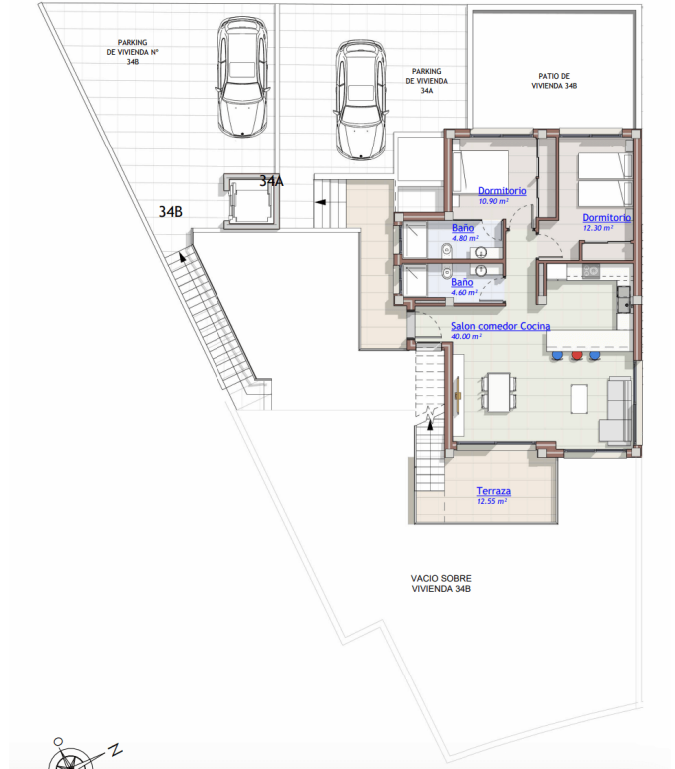 PARKING
DE VIVIENDA Nº
34B
PARKING
DE VIVIENDA
34A
PATIO DE
VIVIENDA 34B
34A
34B
Dormitorio
10.90 m²
Dormitorio
12.30 m²
Baño
4.80 m²
Baño
4.60 m²
Salon comedor Cocina
40.00 m²
Terraza
12.55 m²
VACIO SOBRE
VIVIENDA 34B
O
N